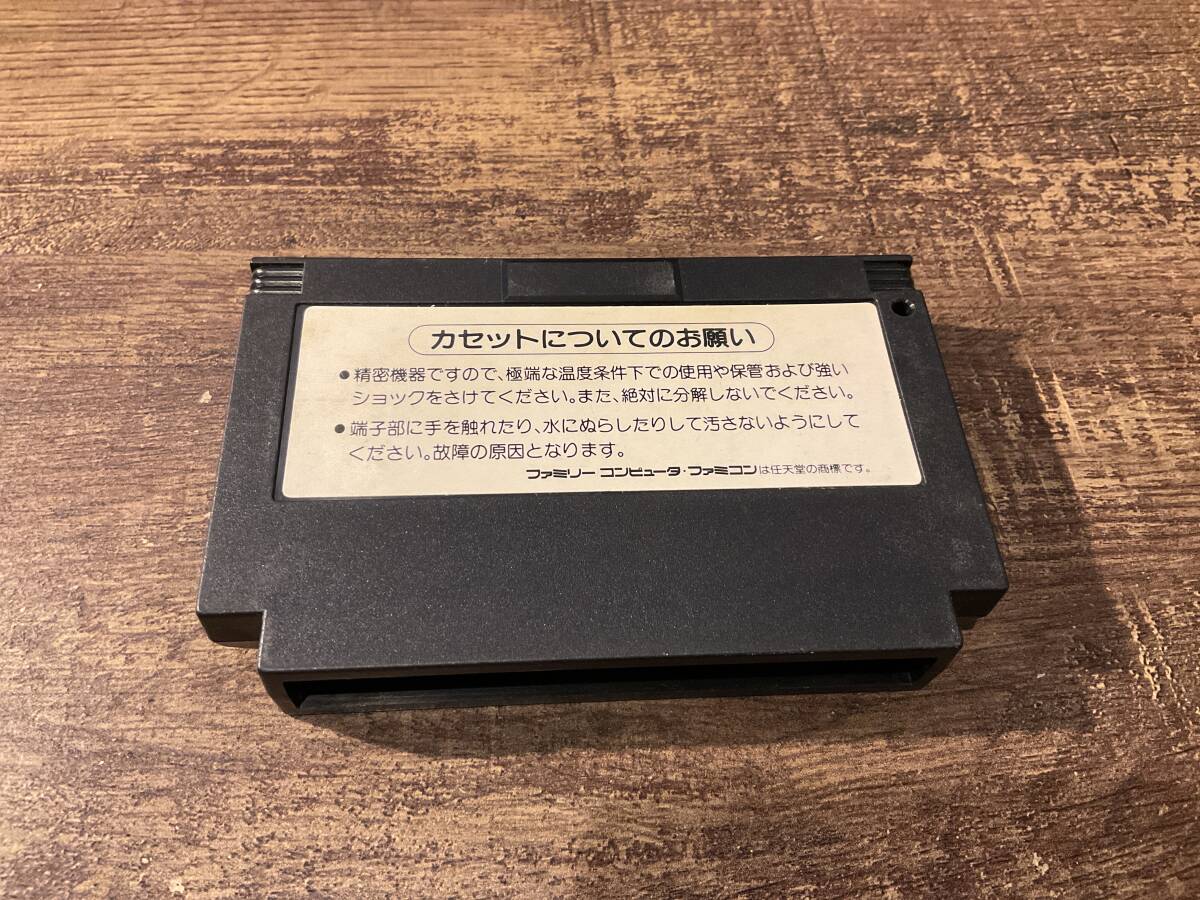 カセットについてのお願い
●精密機器ですので、極端な温度条件下での使用や保管および強い
ショックをさけてください。また、絶対に分解しないでください。
●端子部に手を触れたり、水にぬらしたりして汚さないようにして
ください。故障の原因となります。
ファミリー コンピュータ・ファミコンは任天堂の商標です。